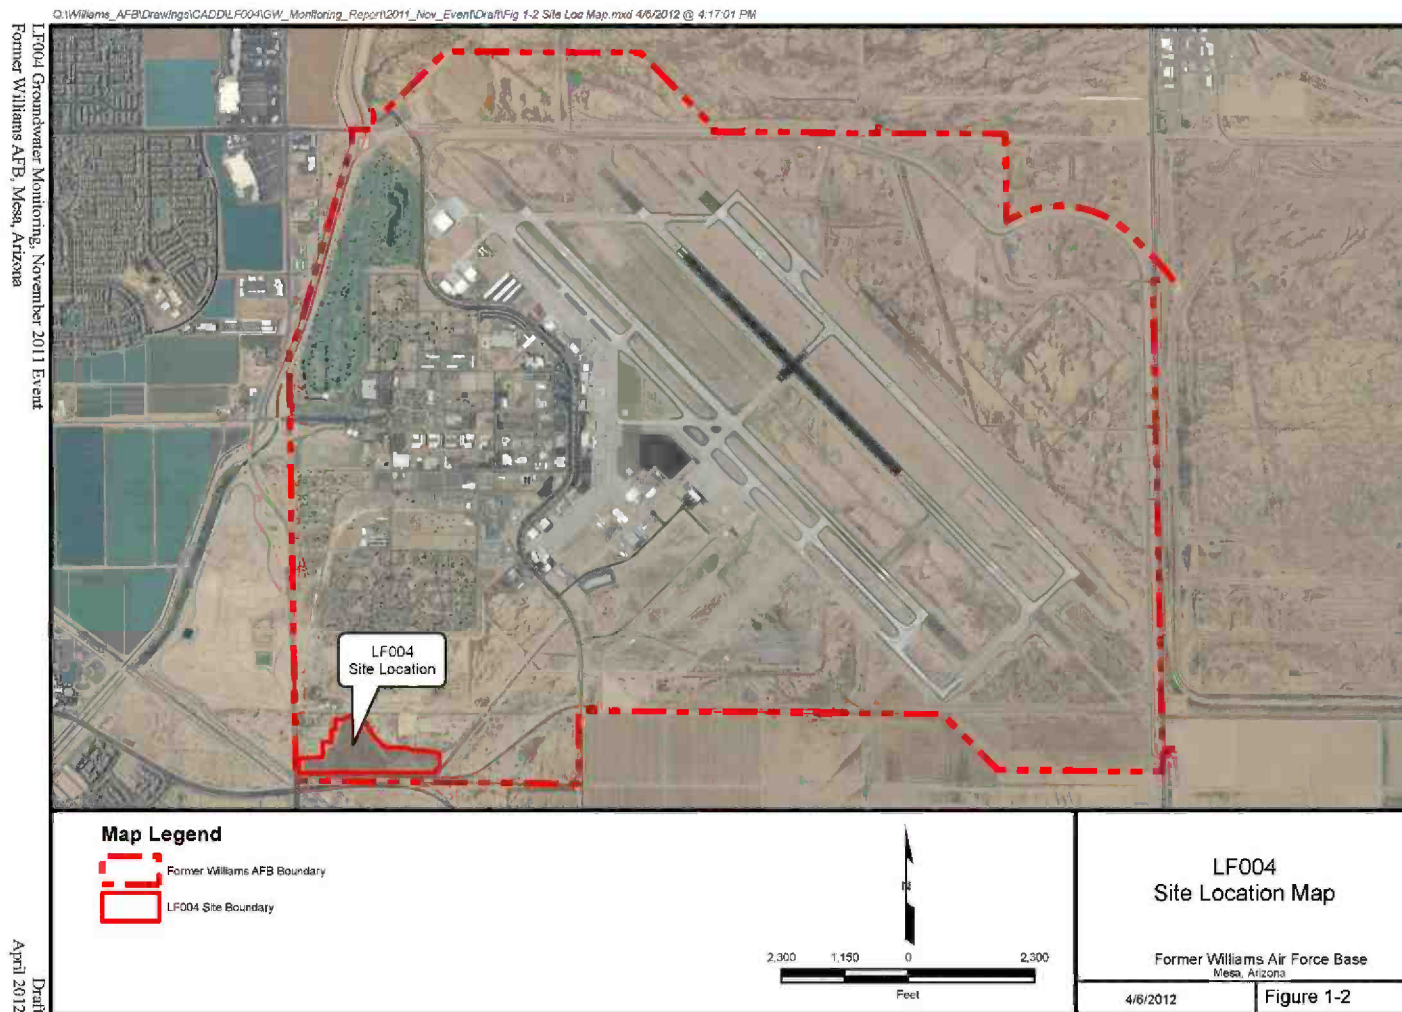 Q:\Williams_AFB\Drawings\CADD\LF004\GW_Monitoring_Report\2011_Nov_Event\Draft\Fig 1-2 Site Loc Map.mxd 4/6/2012 @ 4:17:01 PM
LF004 Groundwater Monitoring, November 2011 Event
Former Williams AFB, Mesa, Arizona
LF004
Site Location
Map Legend
Former Williams AFB Boundary
LF004 Site Boundary
N
2,300 1,150 0 2,300
Feet
LF004
Site Location Map
Former Williams Air Force Base
Mesa, Arizona
4/6/2012
Figure 1-2
Draft
April 2012